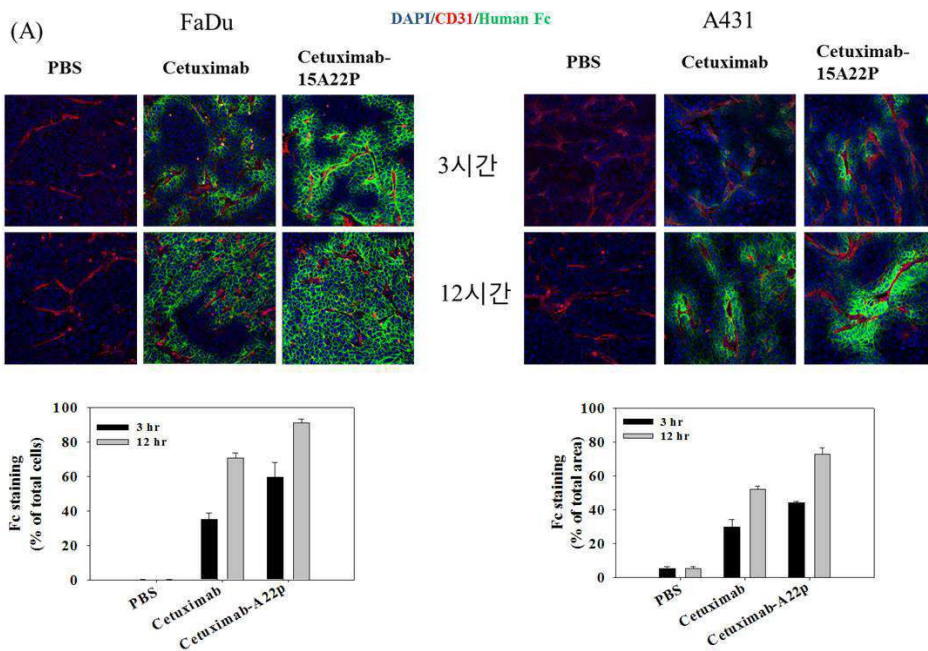 (A)
FaDu
DAPI/CD31/Human Fc
A431
PBS
Cetuximab
Cetuximab-
15A22P
PBS
Cetuximab
Cetuximab-
15A22P
3시간
12시간
Fc staining
(% of total cells)
100
80
60
40
20
0
3 hr
12 hr
PBS
Cetuximab
Cetuximab-A22p
Fc staining
(% of total area)
100
80
60
40
20
0
3 hr
12 hr
PBS
Cetuximab
Cetuximab-A22p